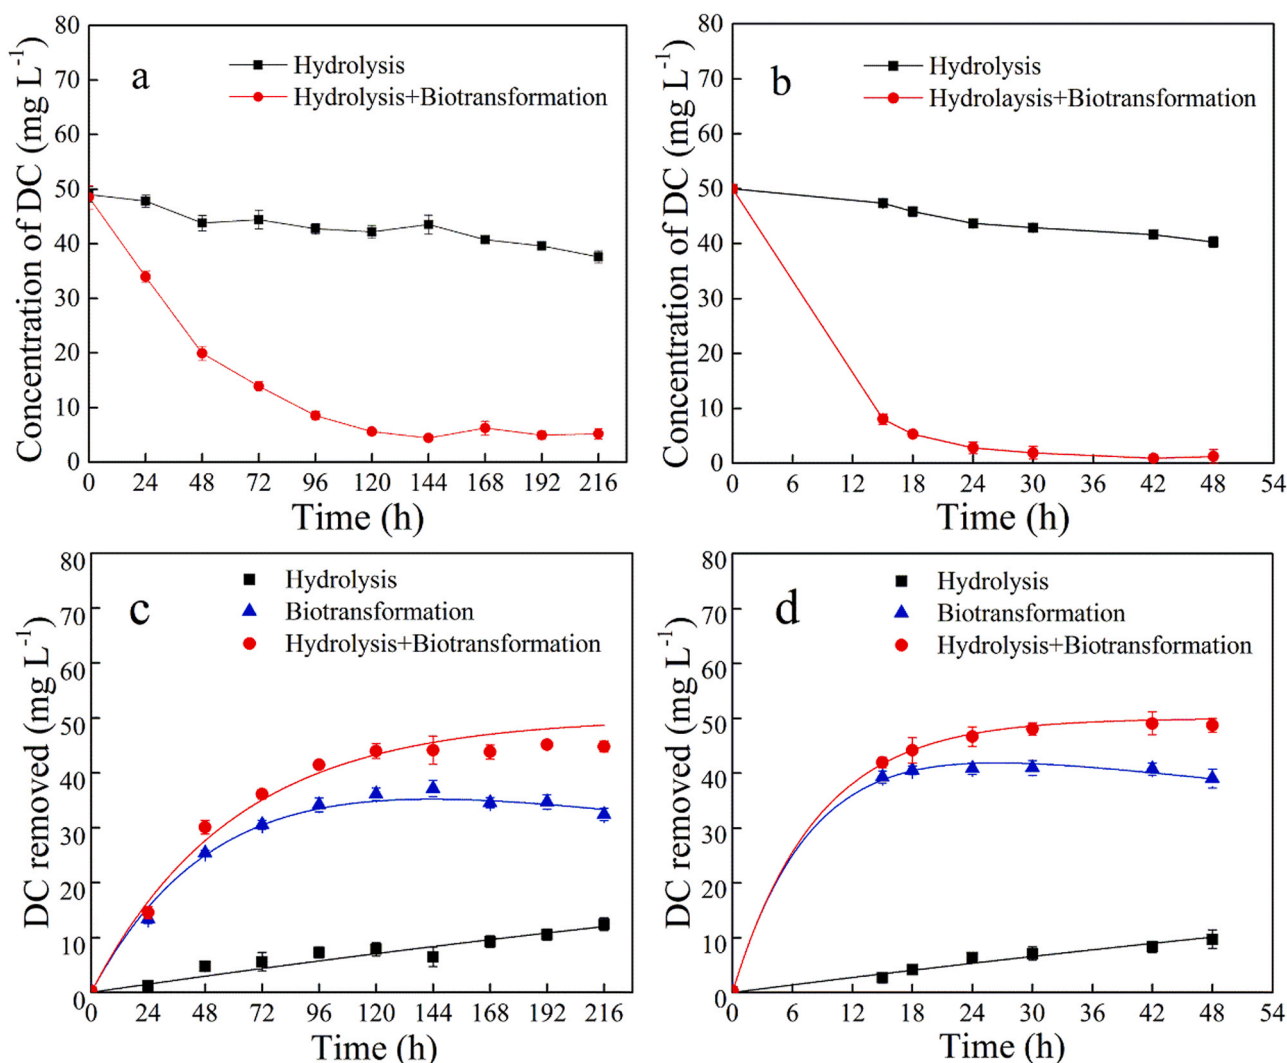 a
Hydrolysis
Hydrolysis+Biotransformation
Concentration of DC (mg L⁻¹)
80
70
60
50
40
30
20
10
0
0 24 48 72 96 120 144 168 192 216
Time (h)
b
Hydrolysis
Hydrolaysis+Biotransformation
Concentration of DC (mg L⁻¹)
80
70
60
50
40
30
20
10
0
0 6 12 18 24 30 36 42 48 54
Time (h)
c
Hydrolysis
Biotransformation
Hydrolysis+Biotransformation
DC removed (mg L⁻¹)
80
70
60
50
40
30
20
10
0
0 24 48 72 96 120 144 168 192 216
Time (h)
d
Hydrolysis
Biotransformation
Hydrolysis+Biotransformation
DC removed (mg L⁻¹)
80
70
60
50
40
30
20
10
0
0 6 12 18 24 30 36 42 48 54
Time (h)